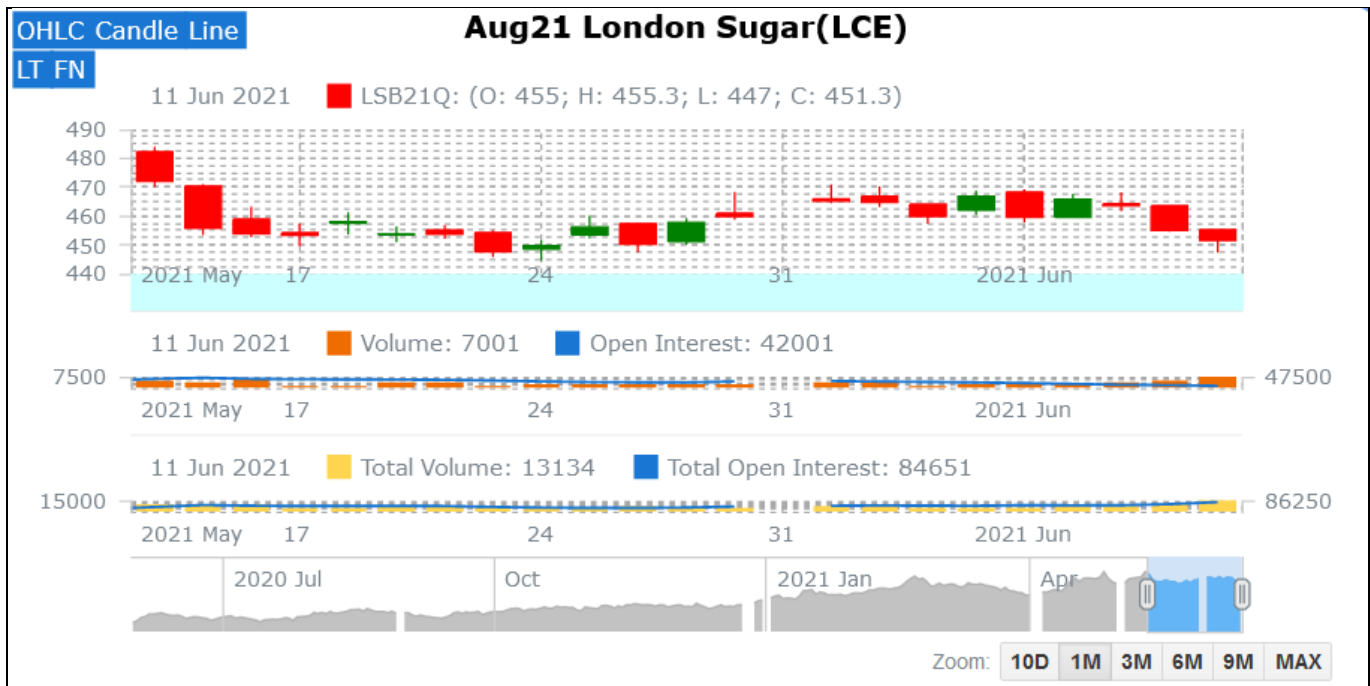 OHLC Candle Line
LT FN
Aug21 London Sugar(LCE)
11 Jun 2021 LSB21Q: (O: 455; H: 455.3; L: 447; C: 451.3)
490
480
470
460
450
440
2021 May 17 24 31 2021 Jun
11 Jun 2021 Volume: 7001 Open Interest: 42001
7500 47500
2021 May 17 24 31 2021 Jun
11 Jun 2021 Total Volume: 13134 Total Open Interest: 84651
15000 86250
2021 May 17 24 31 2021 Jun
2020 Jul Oct 2021 Jan Apr
Zoom: 10D 1M 3M 6M 9M MAX